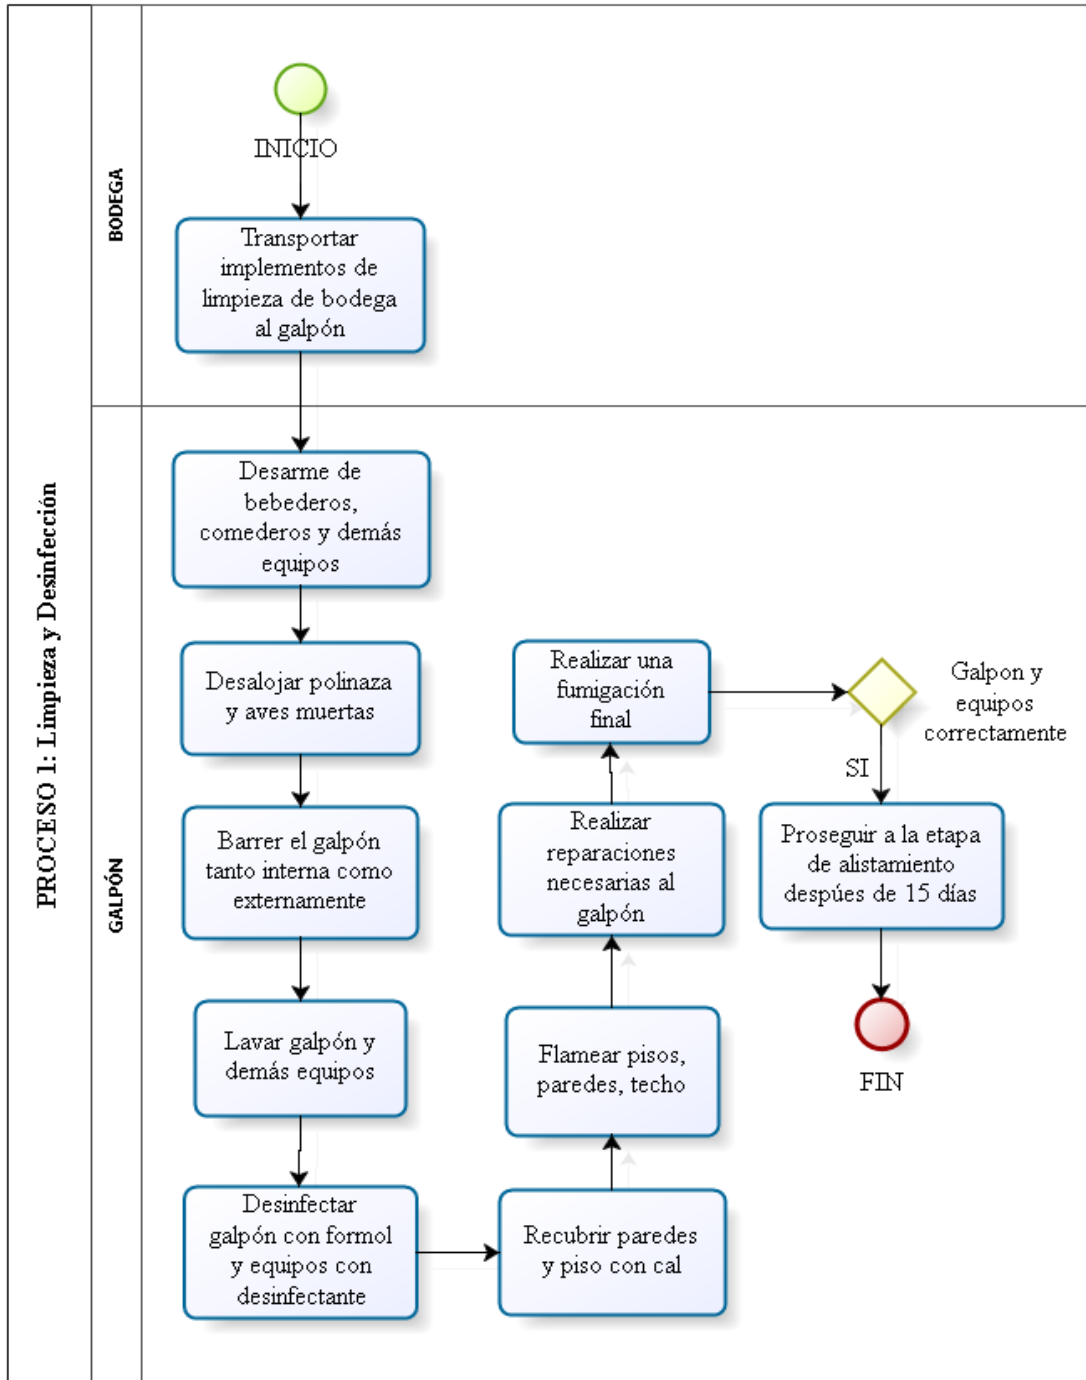 PROCESO 1: Limpieza y Desinfección
BODEGA
INICIO
Transportar
implementos de
limpieza de bodega
al galpón
GALPÓN
Desarme de
bebederos,
comederos y demás
equipos
Desalojar polinaza
y aves muertas
Barrer el galpón
tanto interna como
externamente
Lavar galpón y
demás equipos
Desinfectar
galpón con formol
y equipos con
desinfectante
Recubrir paredes
y piso con cal
Flamear pisos,
paredes, techo
Realizar
reparaciones
necesarias al
galpón
Realizar una
fumigación
final
Galpon y
equipos
correctamente
SI
Proseguir a la etapa
de alistamiento
despúes de 15 días
FIN